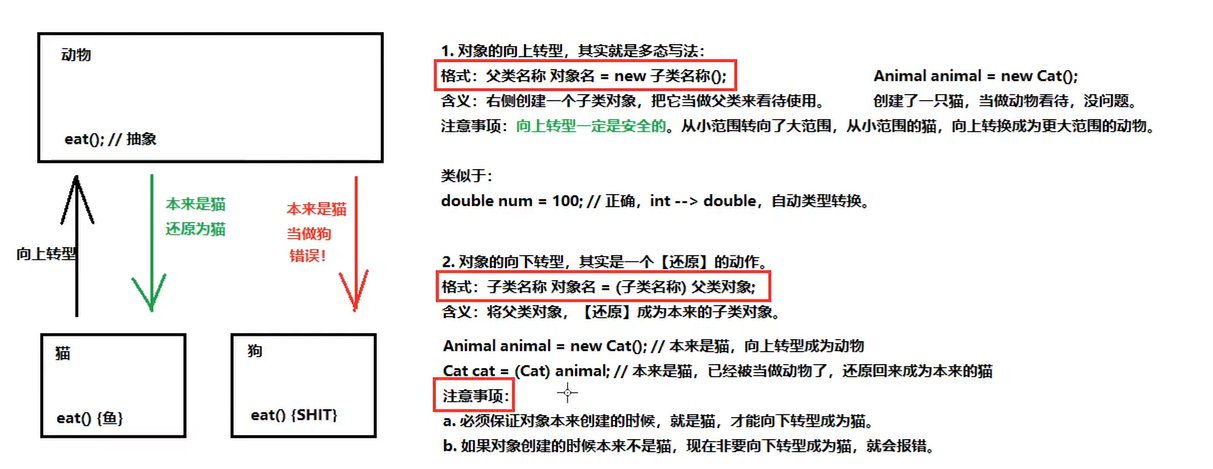 动物
eat(); // 抽象
向上转型
本来是猫
还原为猫
本来是猫
当做狗
错误！
猫
eat() {鱼}
狗
eat() {SHIT}
1. 对象的向上转型，其实就是多态写法：
格式：父类名称 对象名 = new 子类名称(); Animal animal = new Cat();
含义：右侧创建一个子类对象，把它当做父类来看待使用。 创建了一只猫，当做动物看待，没问题。
注意事项：向上转型一定是安全的。从小范围转向了大范围，从小范围的猫，向上转换成为更大范围的动物。
类似于：
double num = 100; // 正确，int --> double，自动类型转换。
2. 对象的向下转型，其实是一个【还原】的动作。
格式：子类名称 对象名 = (子类名称) 父类对象;
含义：将父类对象，【还原】成为本来的子类对象。
Animal animal = new Cat(); // 本来是猫，向上转型成为动物
Cat cat = (Cat) animal; // 本来是猫，已经被当做动物了，还原回来成为本来的猫
注意事项：
a. 必须保证对象本来创建的时候，就是猫，才能向下转型成为猫。
b. 如果对象创建的时候本来不是猫，现在非要向下转型成为猫，就会报错。